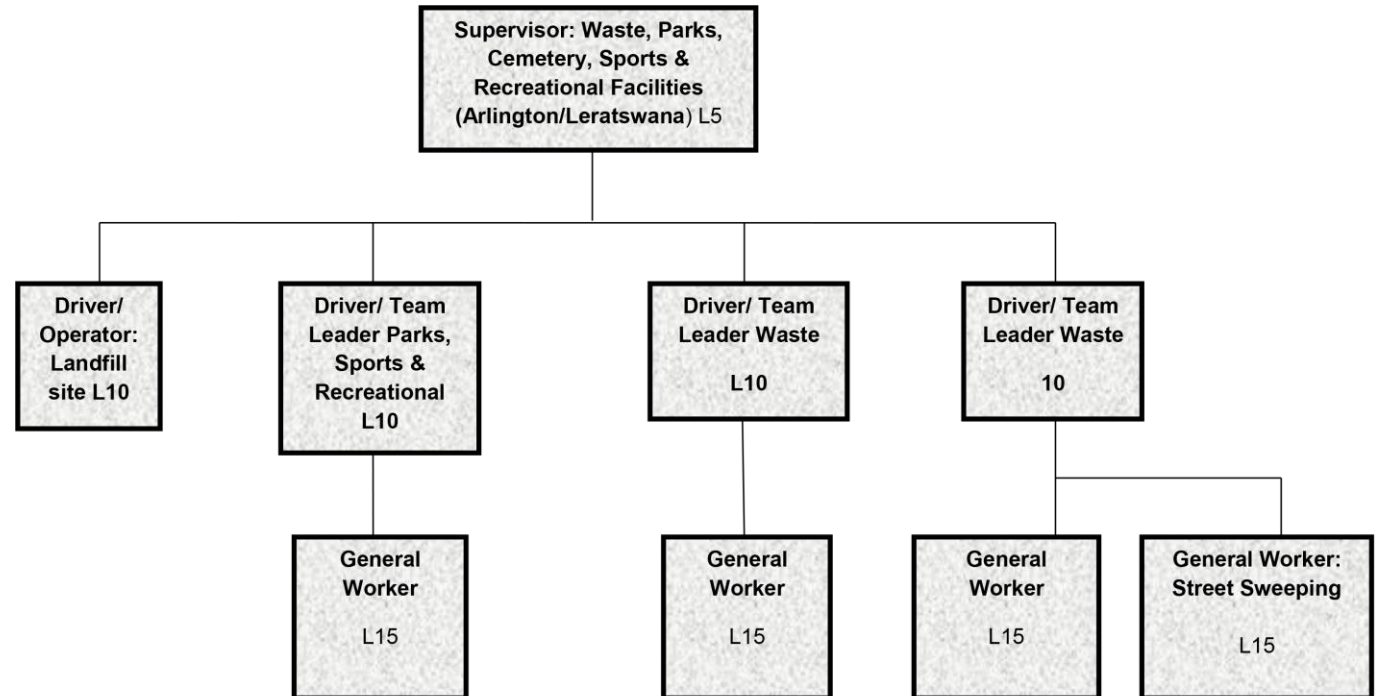 Supervisor: Waste, Parks,
Cemetery, Sports &
Recreational Facilities
(Arlington/Leratswana) L5
Driver/
Operator:
Landfill
site L10
Driver/ Team
Leader Parks,
Sports &
Recreational
L10
Driver/ Team
Leader Waste
L10
Driver/ Team
Leader Waste
10
General
Worker
L15
General
Worker
L15
General
Worker
L15
General Worker:
Street Sweeping
L15